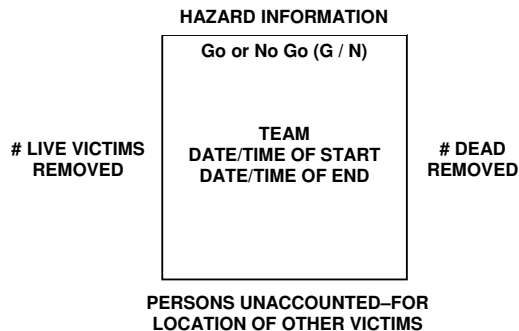 HAZARD INFORMATION
Go or No Go (G / N)
# LIVE VICTIMS
REMOVED
TEAM
DATE/TIME OF START
DATE/TIME OF END
# DEAD
REMOVED
PERSONS UNACCOUNTED–FOR
LOCATION OF OTHER VICTIMS